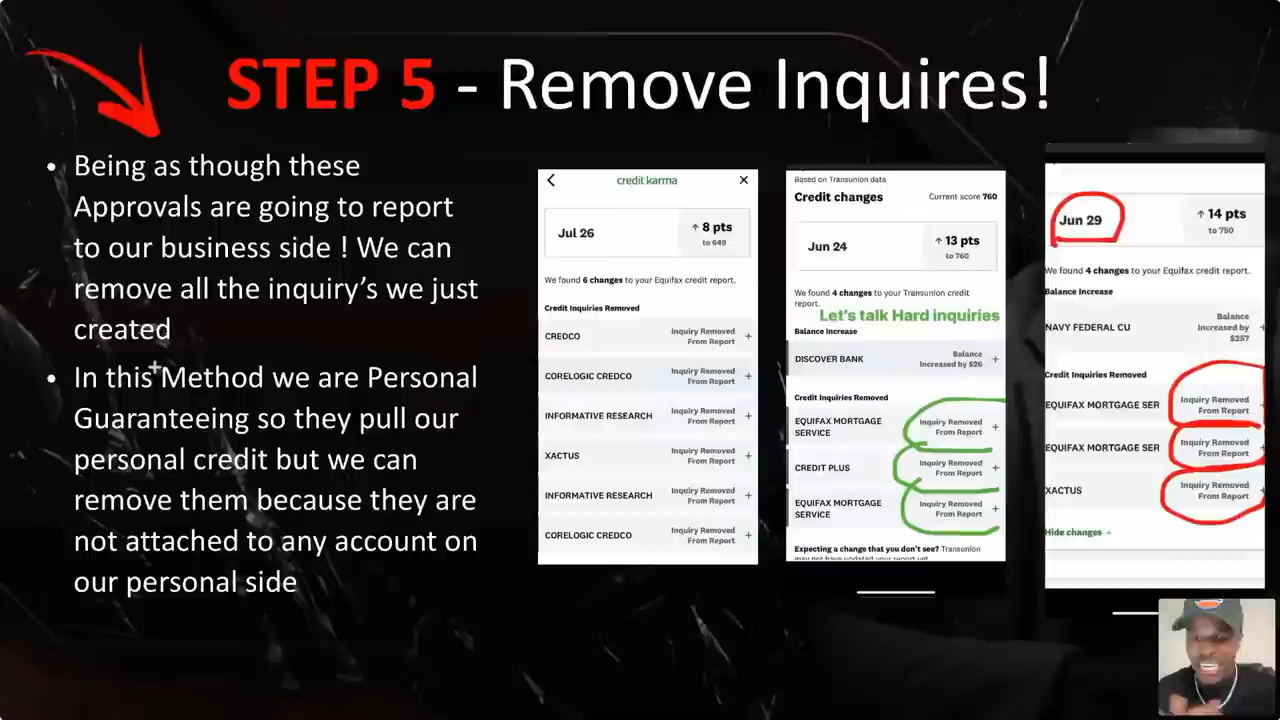 STEP 5 - Remove Inquires!
• Being as though these
Approvals are going to report
to our business side ! We can
remove all the inquiry's we just
created
• In this Method we are Personal
Guaranteeing so they pull our
personal credit but we can
remove them because they are
not attached to any account on
our personal side
credit karma
Jul 26
↑ 8 pts
to 649
We found 6 changes to your Equifax credit report.
Credit Inquiries Removed
CREDCO
Inquiry Removed
From Report
CORELOGIC CREDCO
Inquiry Removed
From Report
INFORMATIVE RESEARCH
Inquiry Removed
From Report
XACTUS
Inquiry Removed
From Report
INFORMATIVE RESEARCH
Inquiry Removed
From Report
CORELOGIC CREDCO
Inquiry Removed
From Report
Based on Transunion data
Credit changes
Current score 760
Jun 24
↑ 13 pts
to 760
We found 4 changes to your Transunion credit
report.
Let's talk Hard inquiries
Balance Increase
DISCOVER BANK
Balance
Increased by $26
Credit Inquiries Removed
EQUIFAX MORTGAGE
SERVICE
Inquiry Removed
From Report
CREDIT PLUS
Inquiry Removed
From Report
EQUIFAX MORTGAGE
SERVICE
Inquiry Removed
From Report
Expecting a change that you don't see? Transunion
may not have updated your report yet
Jun 29
↑ 14 pts
to 750
We found 4 changes to your Equifax credit report.
Balance Increase
NAVY FEDERAL CU
Balance
Increased by
$257
Credit Inquiries Removed
EQUIFAX MORTGAGE SER
Inquiry Removed
From Report
EQUIFAX MORTGAGE SER
Inquiry Removed
From Report
XACTUS
Inquiry Removed
From Report
Hide changes